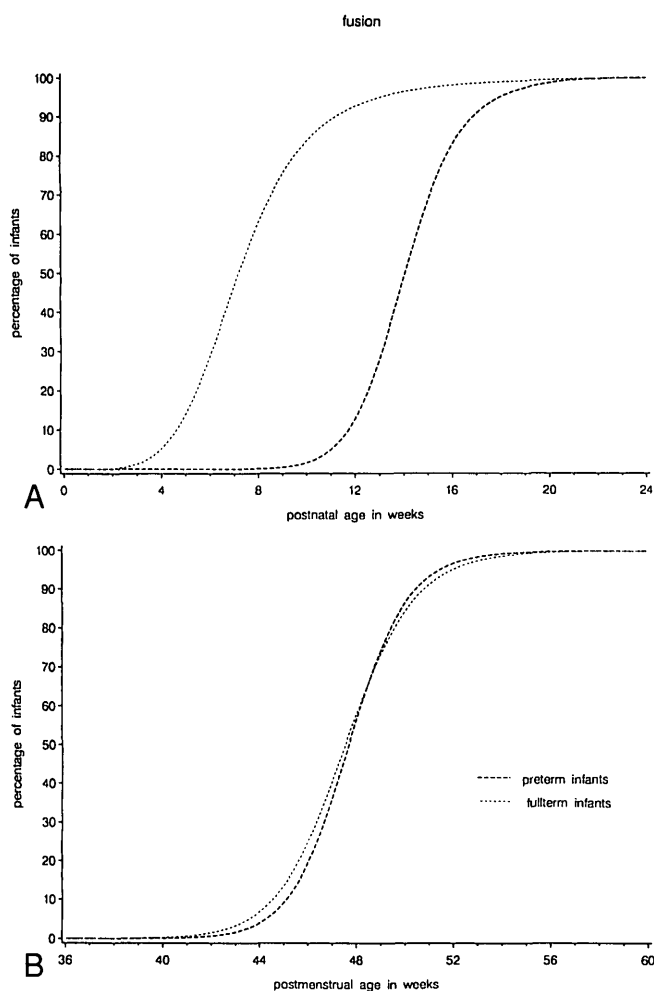 fusion
percentage of infants
100
90
80
70
60
50
40
30
20
10
0
0 4 8 12 16 20 24
A
postnatal age in weeks
percentage of infants
100
90
80
70
60
50
40
30
20
10
0
preterm infants
fullterm infants
36 40 44 48 52 56 60
B
postmenstrual age in weeks